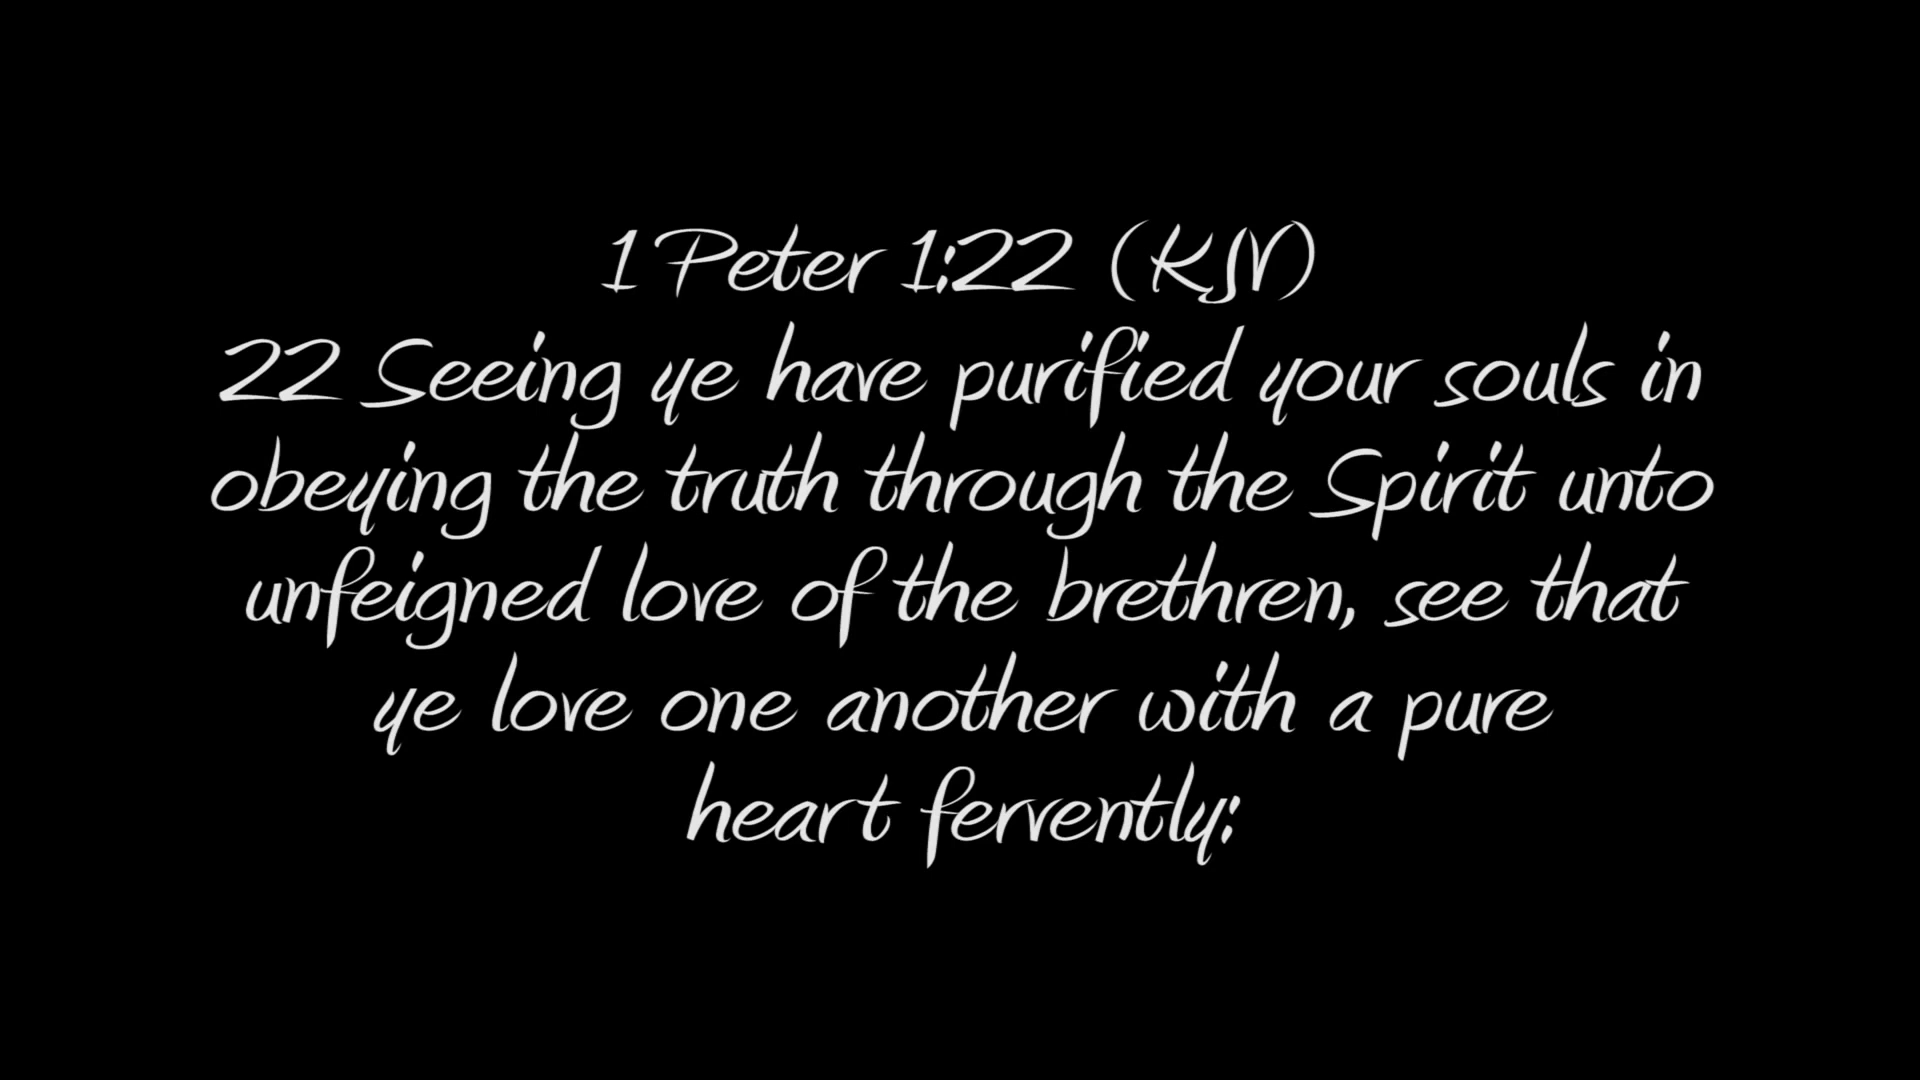 1 Peter 1:22 (KJV)
22 Seeing ye have purified your souls in
obeying the truth through the Spirit unto
unfeigned love of the brethren, see that
ye love one another with a pure
heart fervently: